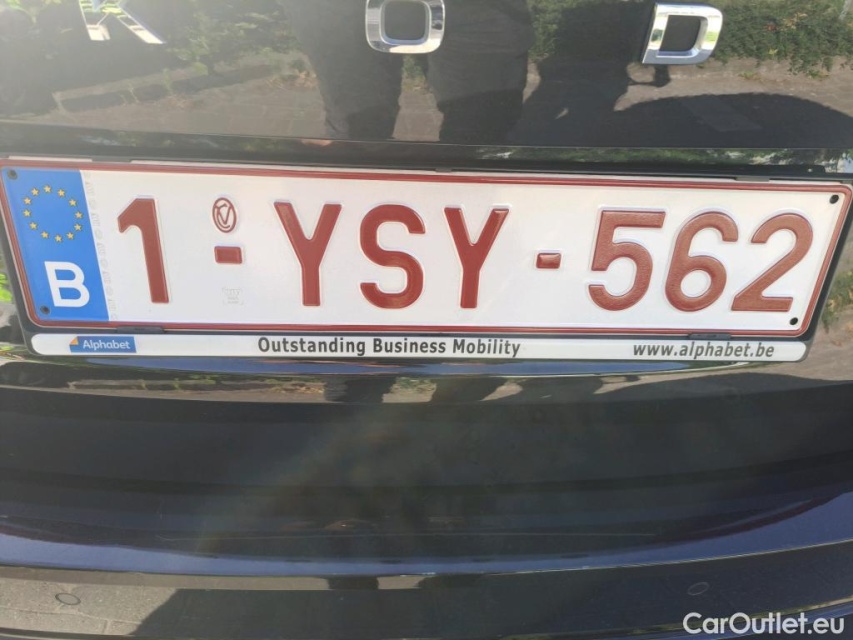 K O D
B 1-YSY-562
Alphabet Outstanding Business Mobility www.alphabet.be
CarOutlet.eu